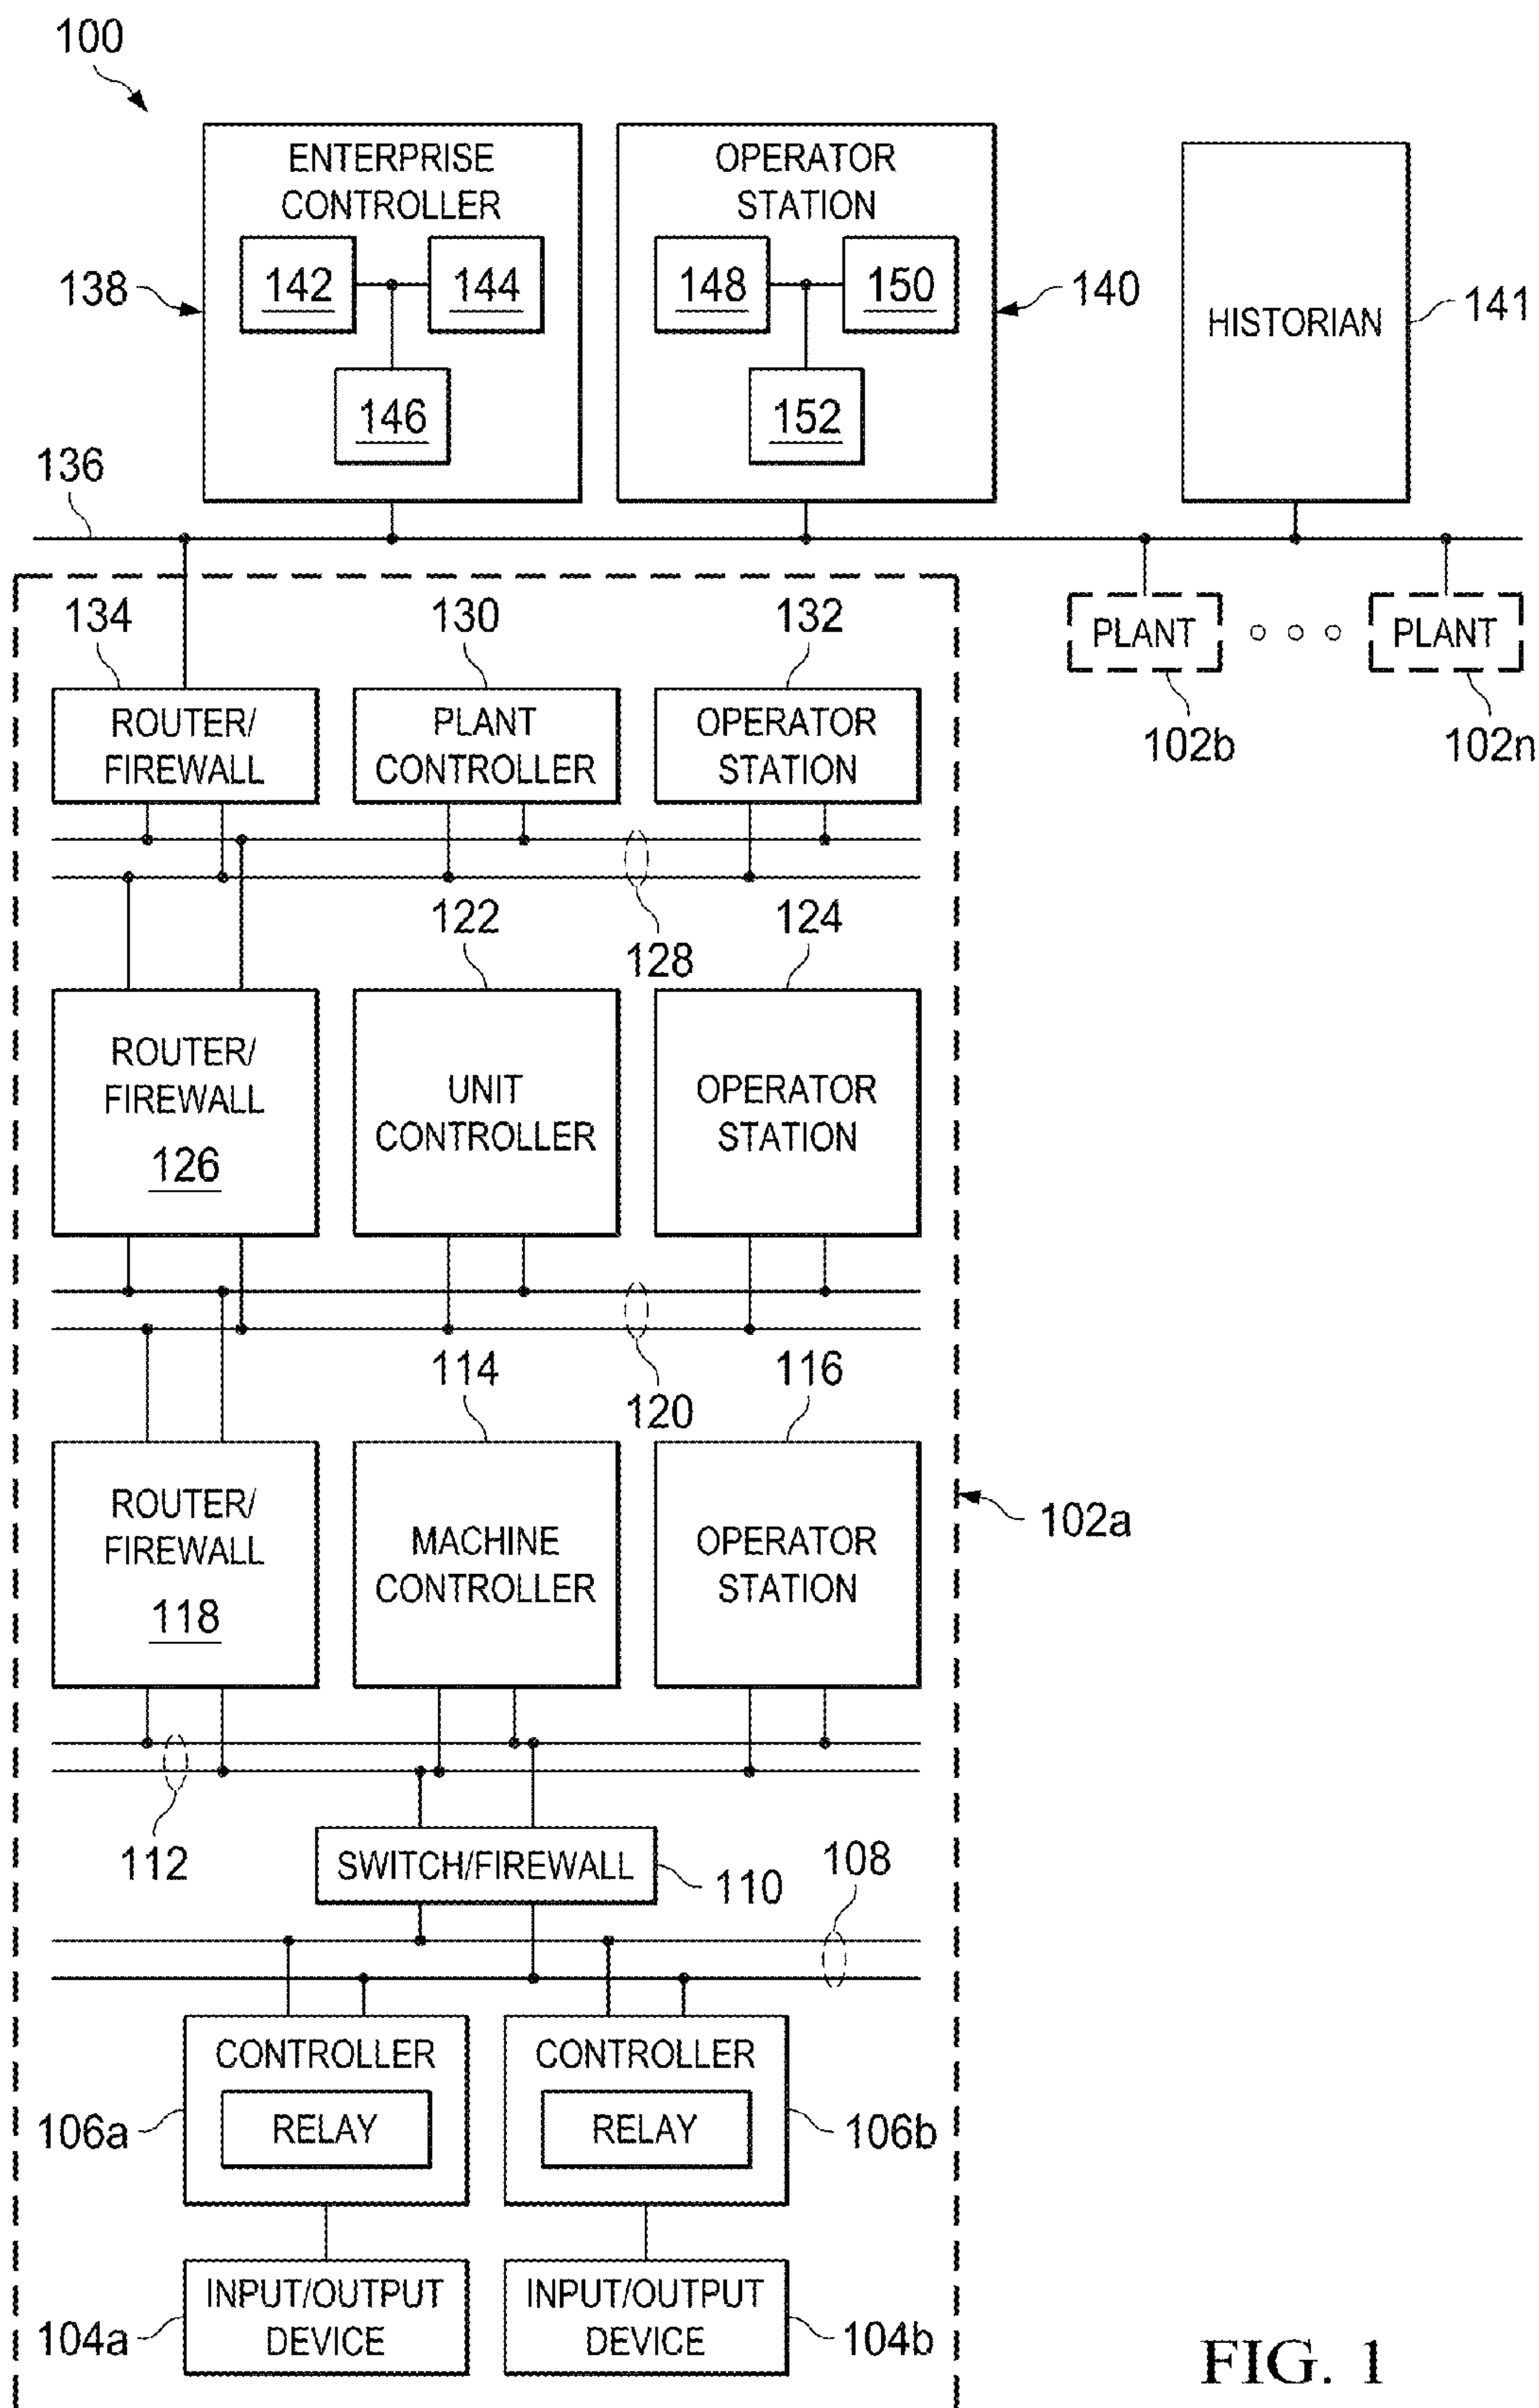 100
ENTERPRISE
CONTROLLER
142
144
146
138
OPERATOR
STATION
148
150
152
140
HISTORIAN
141
136
134
130
132
ROUTER/
FIREWALL
PLANT
CONTROLLER
OPERATOR
STATION
PLANT
PLANT
102b
102n
128
122
124
ROUTER/
FIREWALL
126
UNIT
CONTROLLER
OPERATOR
STATION
120
114
116
ROUTER/
FIREWALL
118
MACHINE
CONTROLLER
OPERATOR
STATION
102a
112
SWITCH/FIREWALL
110
108
CONTROLLER
RELAY
106a
CONTROLLER
RELAY
106b
INPUT/OUTPUT
DEVICE
104a
INPUT/OUTPUT
DEVICE
104b
FIG. 1